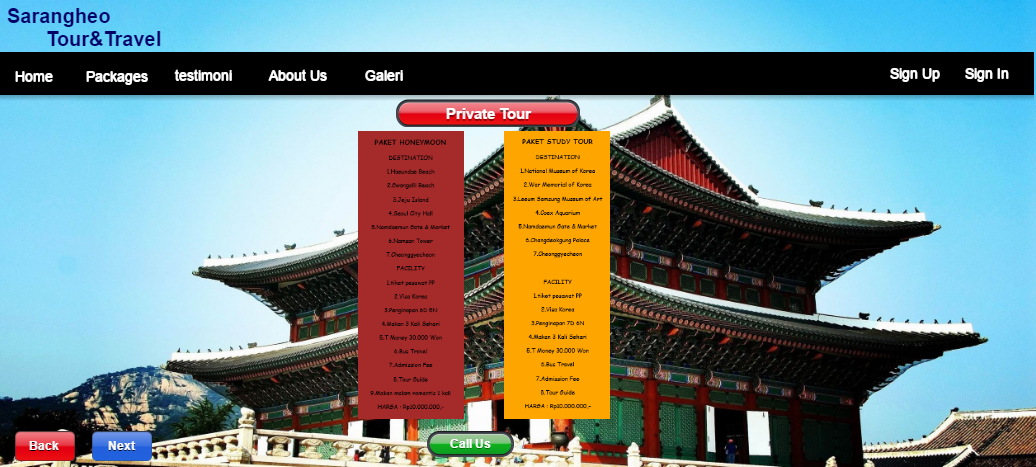 Sarangheo
Tour&Travel
Home Packages testimoni About Us Galeri Sign Up Sign In
Private Tour
PAKET HONEYMOON
DESTINATION
1.Haeundae Beach
2.Gwangalli Beach
3.Jeju Island
4.Seoul City Hall
5.Namdaemun Gate & Market
6.Namsan Tower
7.Cheonggyecheon
FACILITY
1.tiket pesawat PP
2.Visa Korea
3.Penginapan 6D 5N
4.Makan 3 Kali Sehari
5.T Money 30.000 Won
6.Bus Travel
7.Admission Fee
8.Tour Guide
9.Makan malam romantis 1 kali
HARGA : Rp10.000.000,-
PAKET STUDY TOUR
DESTINATION
1.National Museum of Korea
2.War Memorial of Korea
3.Leeum Samsung Museum of Art
4.Coex Aquarium
5.Namdaemun Gate & Market
6.Changdeokgung Palace
7.Cheonggyecheon
FACILITY
1.tiket pesawat PP
2.Visa Korea
3.Penginapan 7D 6N
4.Makan 3 Kali Sehari
5.T Money 30.000 Won
6.Bus Travel
7.Admission Fee
8.Tour Guide
HARGA : Rp10.000.000,-
Back Next Call Us